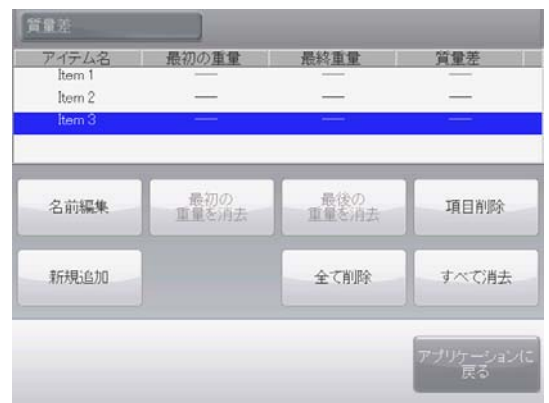 質量差
アイテム名 最初の重量 最終重量 質量差
Item 1 ── ── ──
Item 2 ── ── ──
Item 3 ── ── ──
名前編集 最初の 最後の 項目削除
重量を消去 重量を消去
新規追加 全て削除 すべて消去
アプリケーションに
戻る